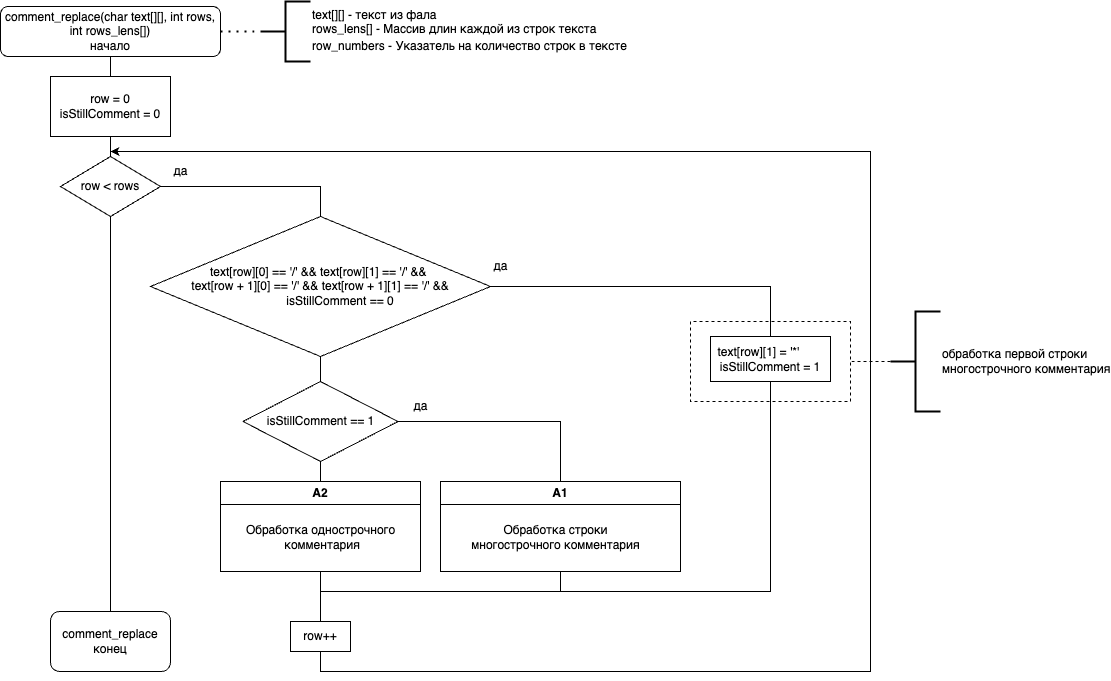 comment_replace(char text[][], int rows,
int rows_lens[])
начало
text[][] - текст из фала
rows_lens[] - Массив длин каждой из строк текста
row_numbers - Указатель на количество строк в тексте
row = 0
isStillComment = 0
row < rows
да
text[row][0] == '/' && text[row][1] == '/' &&
text[row + 1][0] == '/' && text[row + 1][1] == '/' &&
isStillComment == 0
да
text[row][1] = '*'
isStillComment = 1
обработка первой строки
многострочного комментария
isStillComment == 1
да
A2
Обработка однострочного
комментария
A1
Обработка строки
многострочного комментария
row++
comment_replace
конец